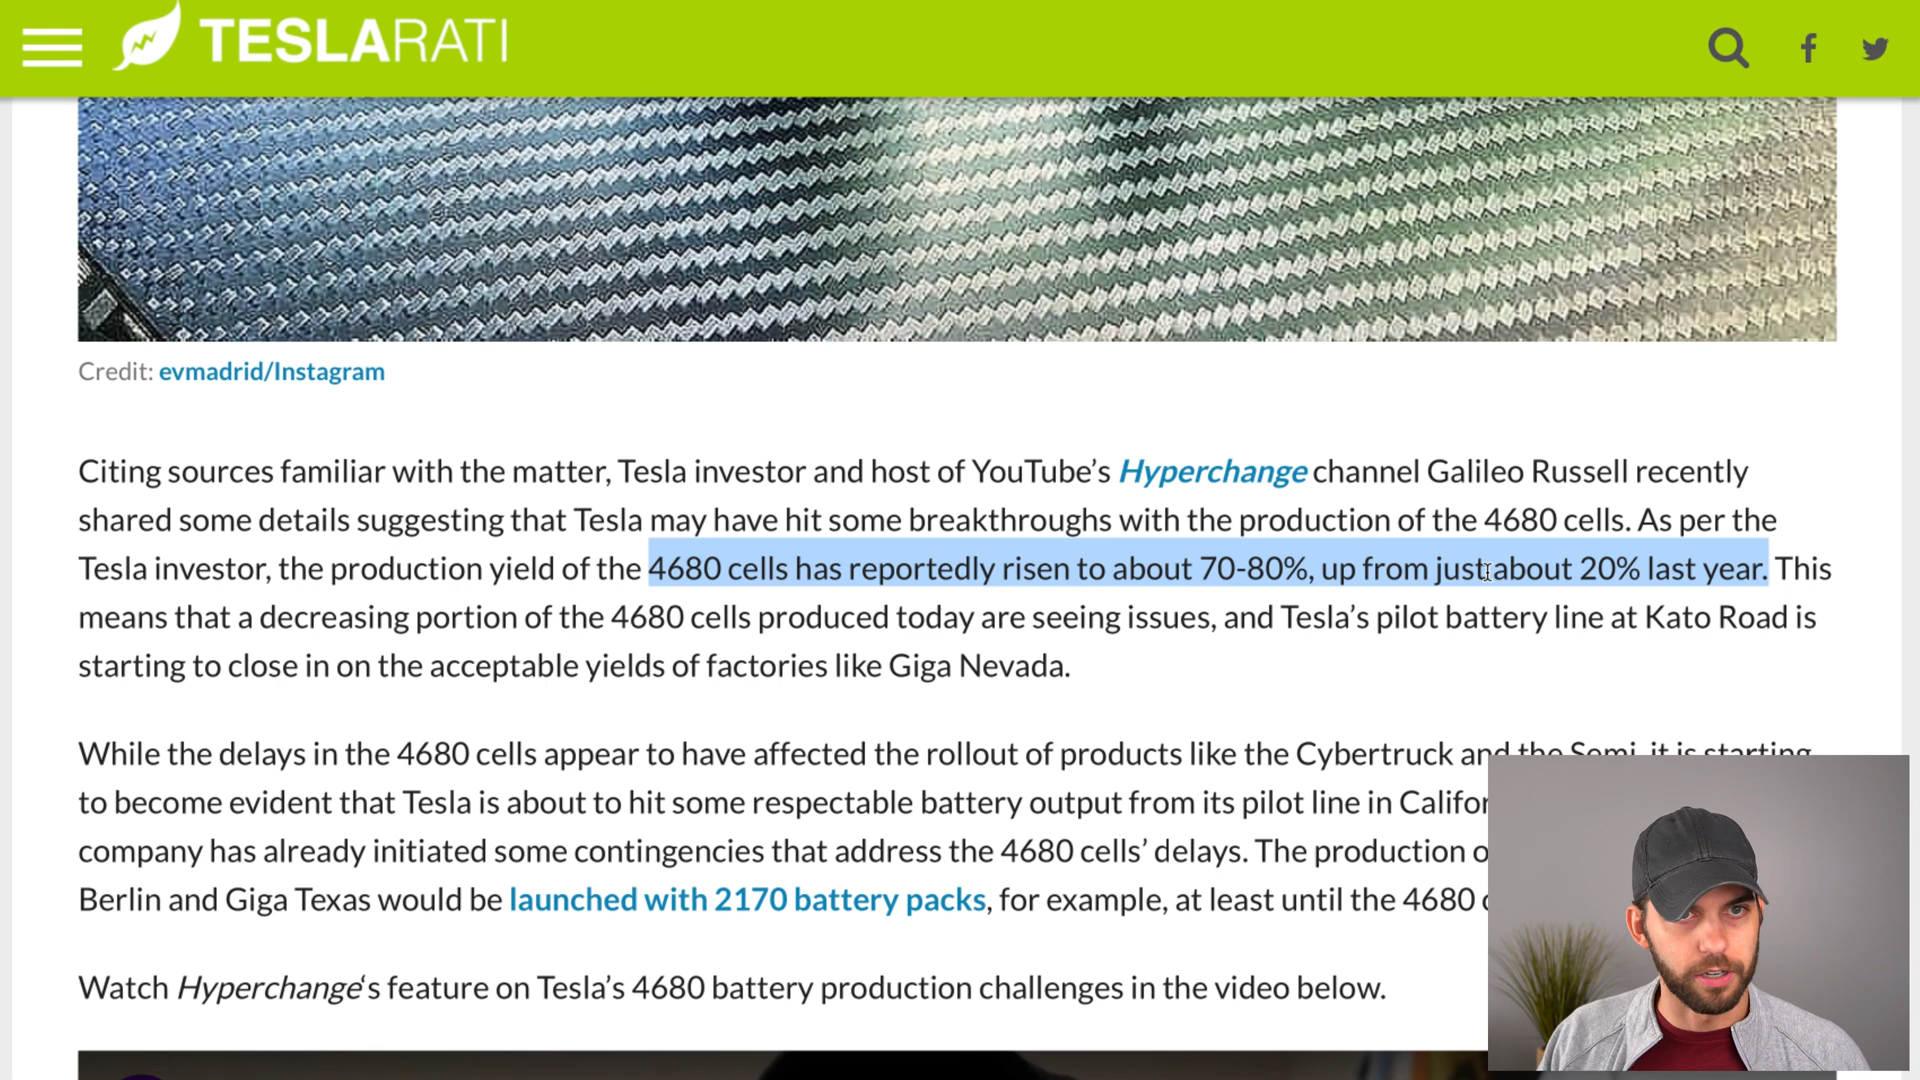 TESLARATI
Credit: evmadrid/Instagram
Citing sources familiar with the matter, Tesla investor and host of YouTube’s Hyperchange channel Galileo Russell recently
shared some details suggesting that Tesla may have hit some breakthroughs with the production of the 4680 cells. As per the
Tesla investor, the production yield of the 4680 cells has reportedly risen to about 70-80%, up from just about 20% last year. This
means that a decreasing portion of the 4680 cells produced today are seeing issues, and Tesla’s pilot battery line at Kato Road is
starting to close in on the acceptable yields of factories like Giga Nevada.
While the delays in the 4680 cells appear to have affected the rollout of products like the Cybertruck and the Semi, it is starting
to become evident that Tesla is about to hit some respectable battery output from its pilot line in Califor
company has already initiated some contingencies that address the 4680 cells’ delays. The production o
Berlin and Giga Texas would be launched with 2170 battery packs, for example, at least until the 4680
Watch Hyperchange‘s feature on Tesla’s 4680 battery production challenges in the video below.